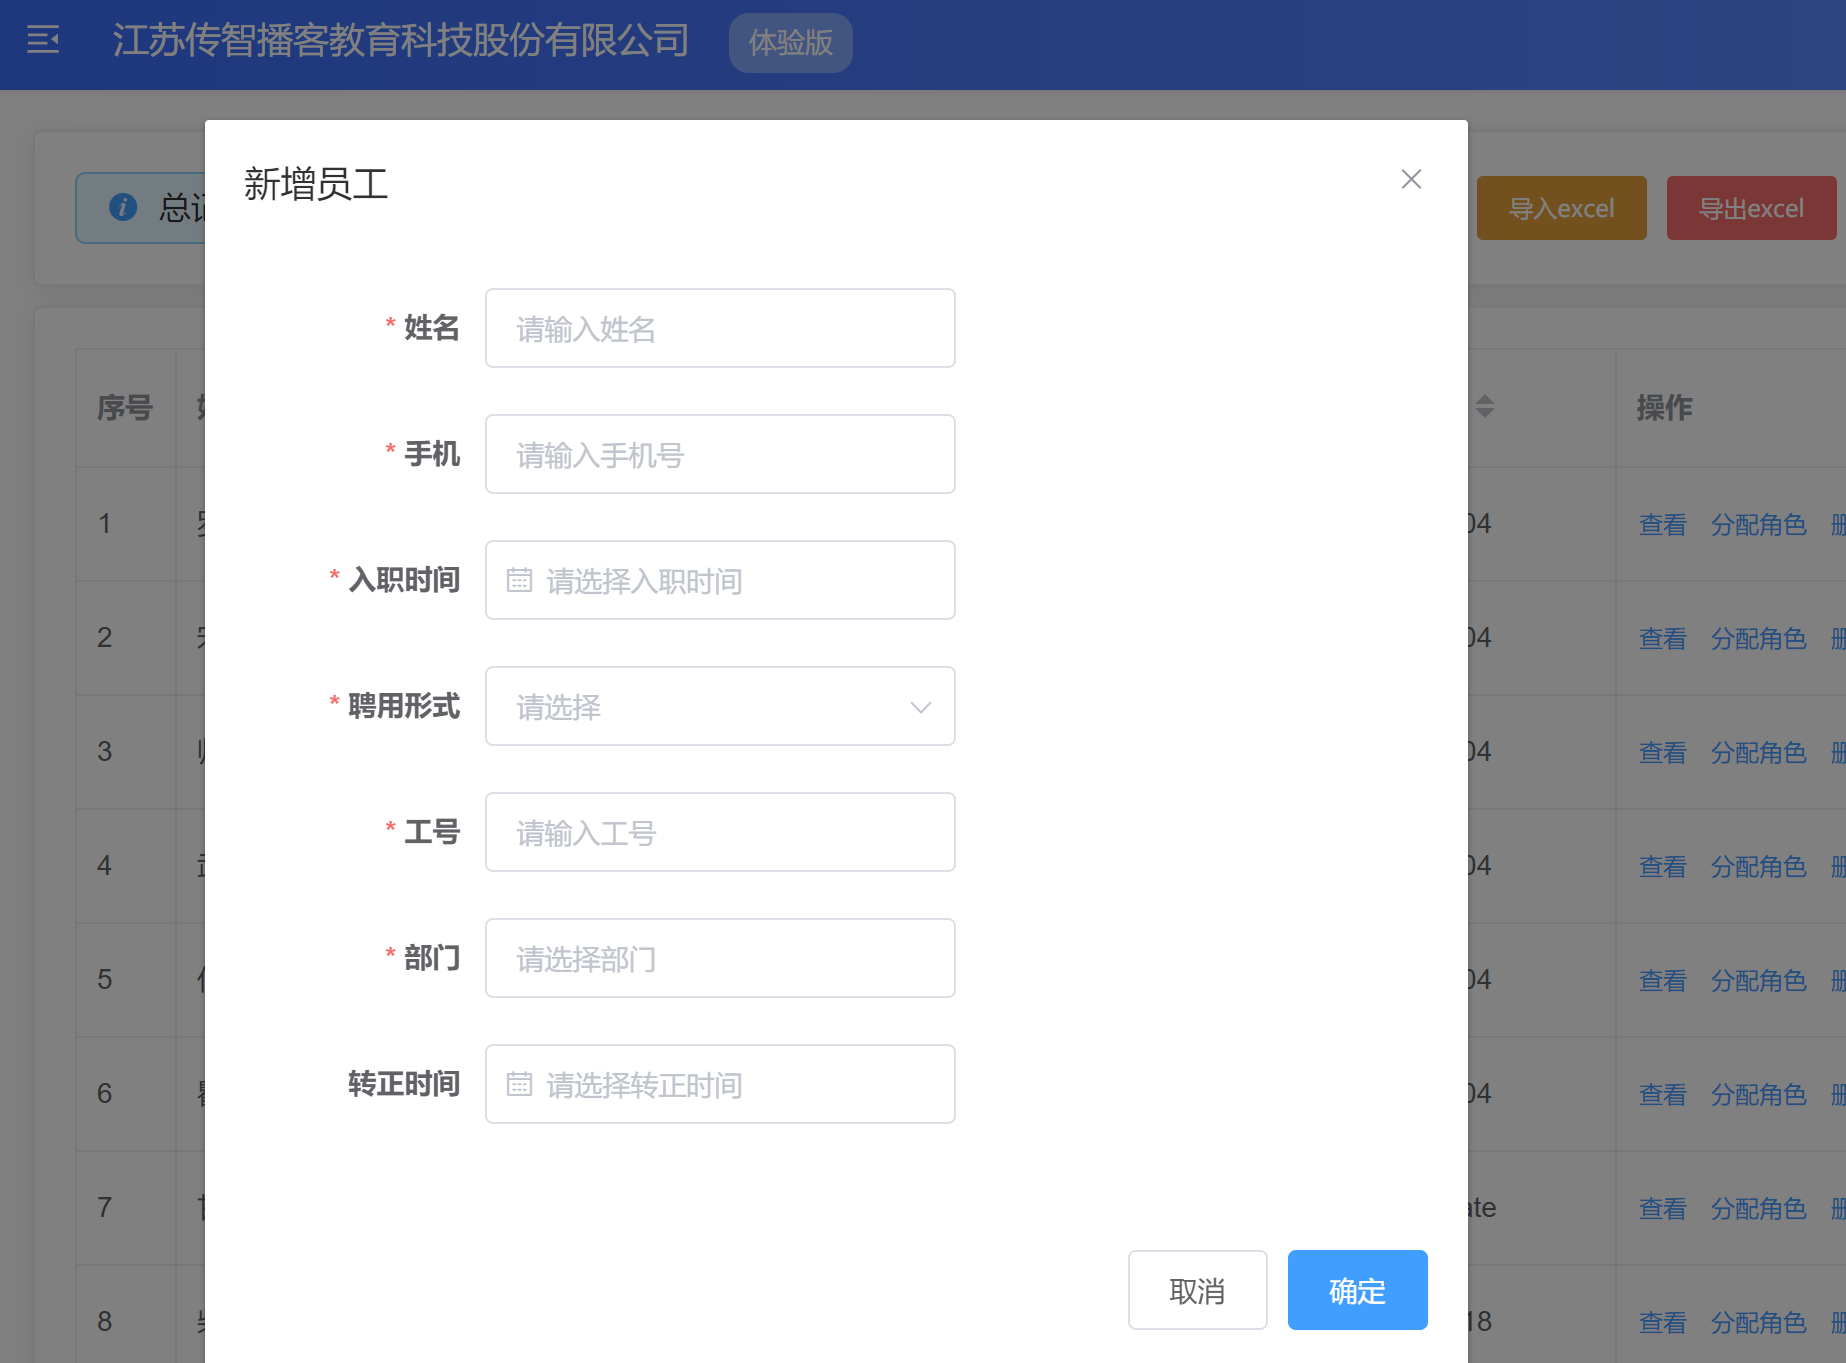 江苏传智播客教育科技股份有限公司 体验版
新增员工
总记
导入excel 导出excel
* 姓名 请输入姓名
* 手机 请输入手机号
* 入职时间 请选择入职时间
* 聘用形式 请选择
* 工号 请输入工号
* 部门 请选择部门
转正时间 请选择转正时间
取消 确定
序号 操作
1 04 查看 分配角色
2 04 查看 分配角色
3 04 查看 分配角色
4 04 查看 分配角色
5 04 查看 分配角色
6 04 查看 分配角色
7 ate 查看 分配角色
8 18 查看 分配角色